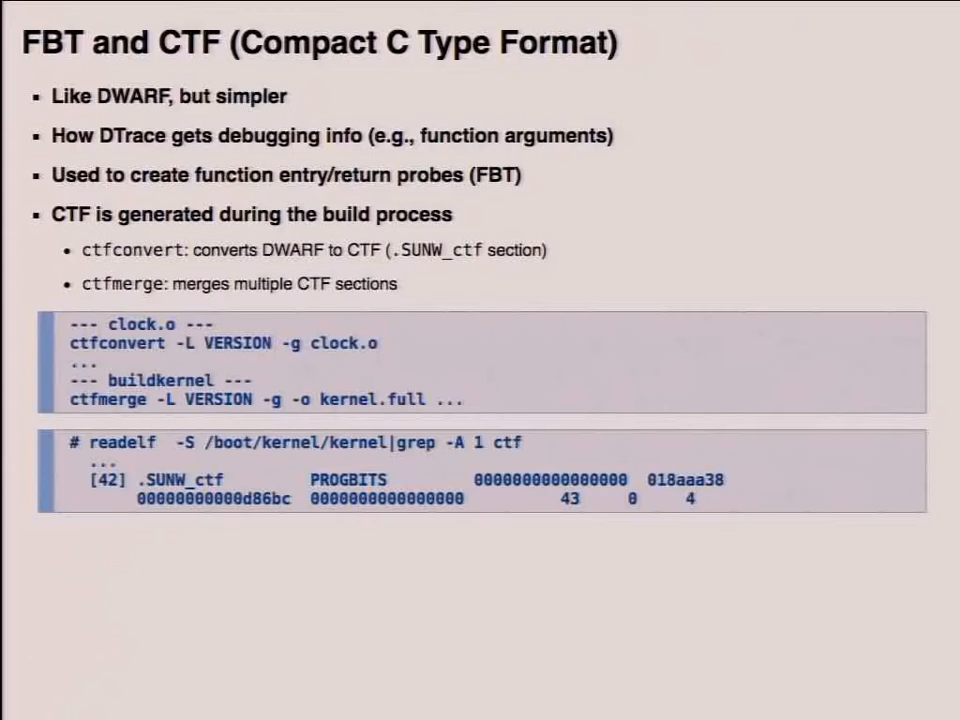 FBT and CTF (Compact C Type Format)
Like DWARF, but simpler
How DTrace gets debugging info (e.g., function arguments)
Used to create function entry/return probes (FBT)
CTF is generated during the build process
ctfconvert: converts DWARF to CTF (.SUNW_ctf section)
ctfmerge: merges multiple CTF sections
--- clock.o ---
ctfconvert -L VERSION -g clock.o
...
--- buildkernel ---
ctfmerge -L VERSION -g -o kernel.full ...
# readelf  -S /boot/kernel/kernel|grep -A 1 ctf
...
[42] .SUNW_ctf         PROGBITS         0000000000000000  018aaa38
00000000000d86bc  0000000000000000          43     0     4